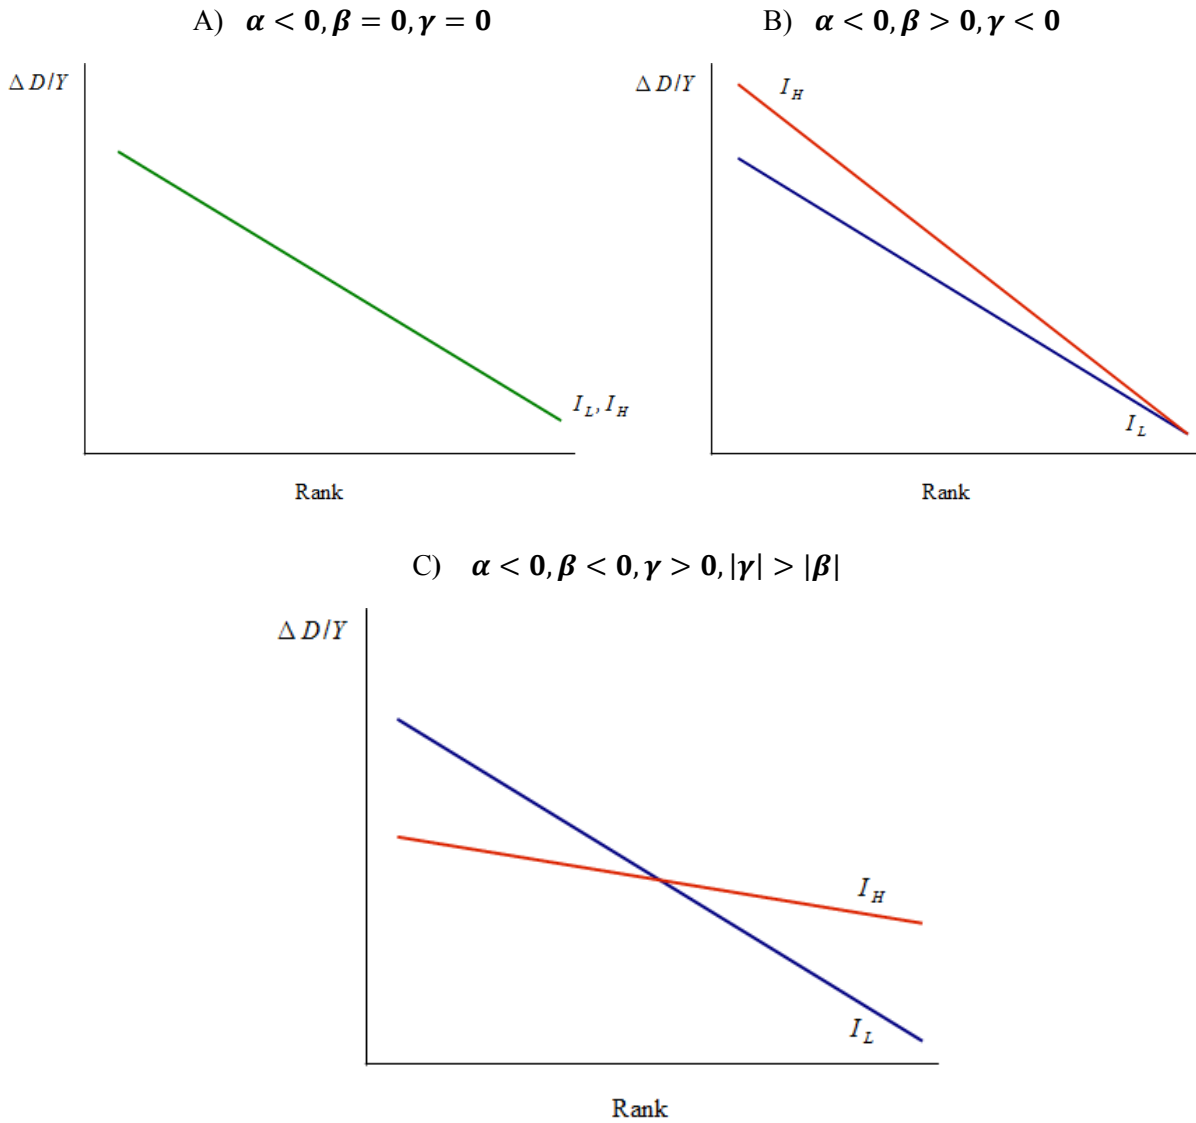 A) α < 0, β = 0, γ = 0
Δ D/Y
I_L, I_H
Rank
B) α < 0, β > 0, γ < 0
Δ D/Y
I_H
I_L
Rank
C) α < 0, β < 0, γ > 0, |γ| > |β|
Δ D/Y
I_H
I_L
Rank